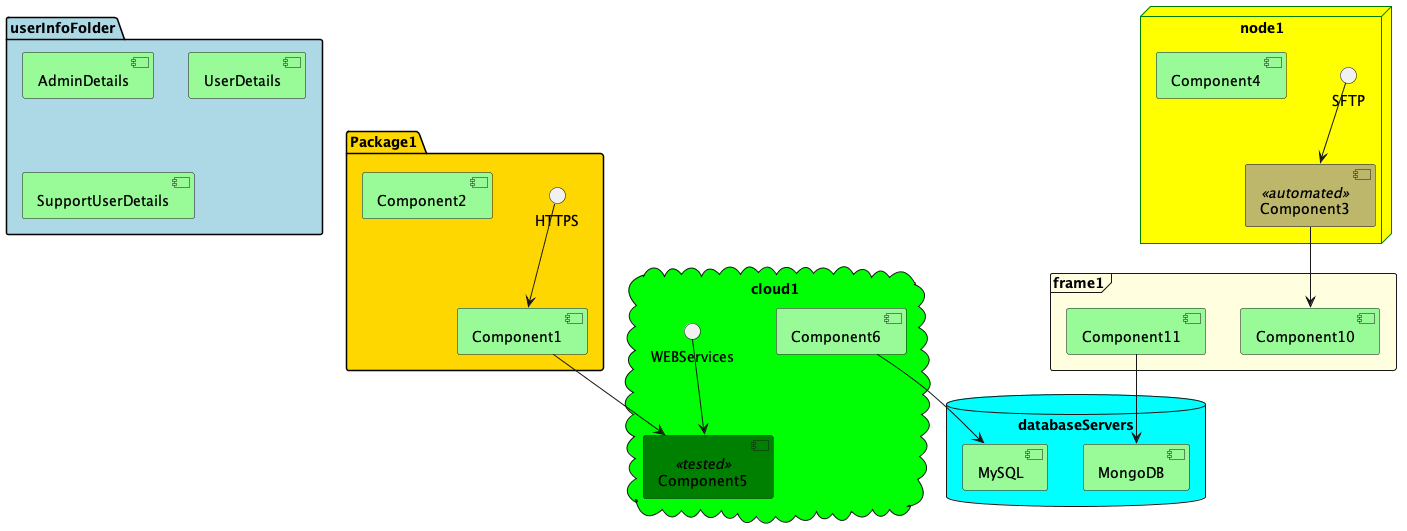 userInfoFolder
AdminDetails
UserDetails
SupportUserDetails
Package1
Component2
HTTPS
Component1
cloud1
WEBServices
Component6
«tested»
Component5
node1
Component4
SFTP
«automated»
Component3
frame1
Component11
Component10
databaseServers
MySQL
MongoDB